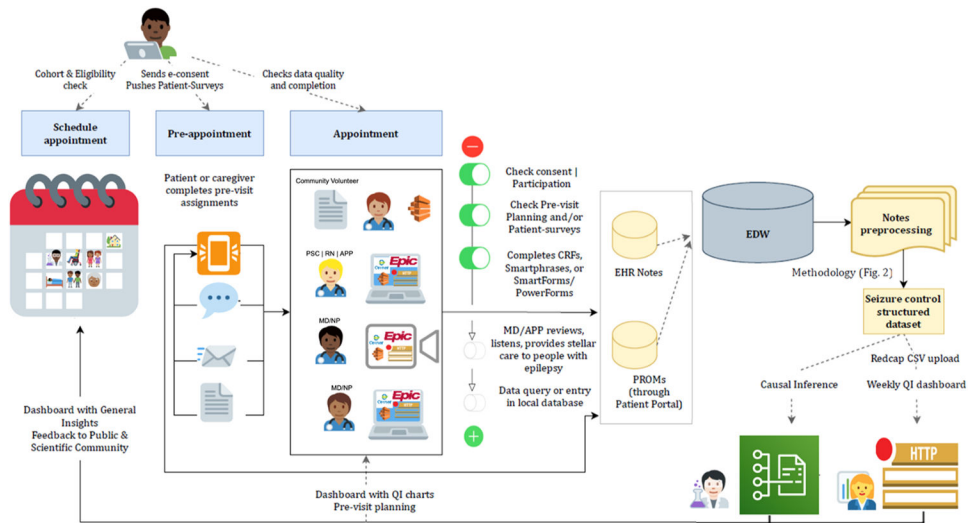 Cohort & Eligibility
check
Sends e-consent
Pushes Patient-Surveys
Checks data quality
and completion
Schedule
appointment
Pre-appointment
Appointment
Patient or caregiver
completes pre-visit
assignments
Community Volunteer
PSC | RN | APP
Epic
MD/NP
Epic
MD/NP
Epic
Check consent |
Participation
Check Pre-visit
Planning and/or
Patient-surveys
Completes CRFs,
Smartphrases, or
SmartForms/
PowerForms
MD/APP reviews,
listens, provides stellar
care to people with
epilepsy
Data query or entry
in local database
EHR Notes
PROMs
(through
Patient Portal)
EDW
Notes
preprocessing
Methodology (Fig. 2)
Seizure control
structured
dataset
Redcap CSV upload
Causal Inference
Weekly QI dashboard
HTTP
Dashboard with General
Insights
Feedback to Public &
Scientific Community
Dashboard with QI charts
Pre-visit planning